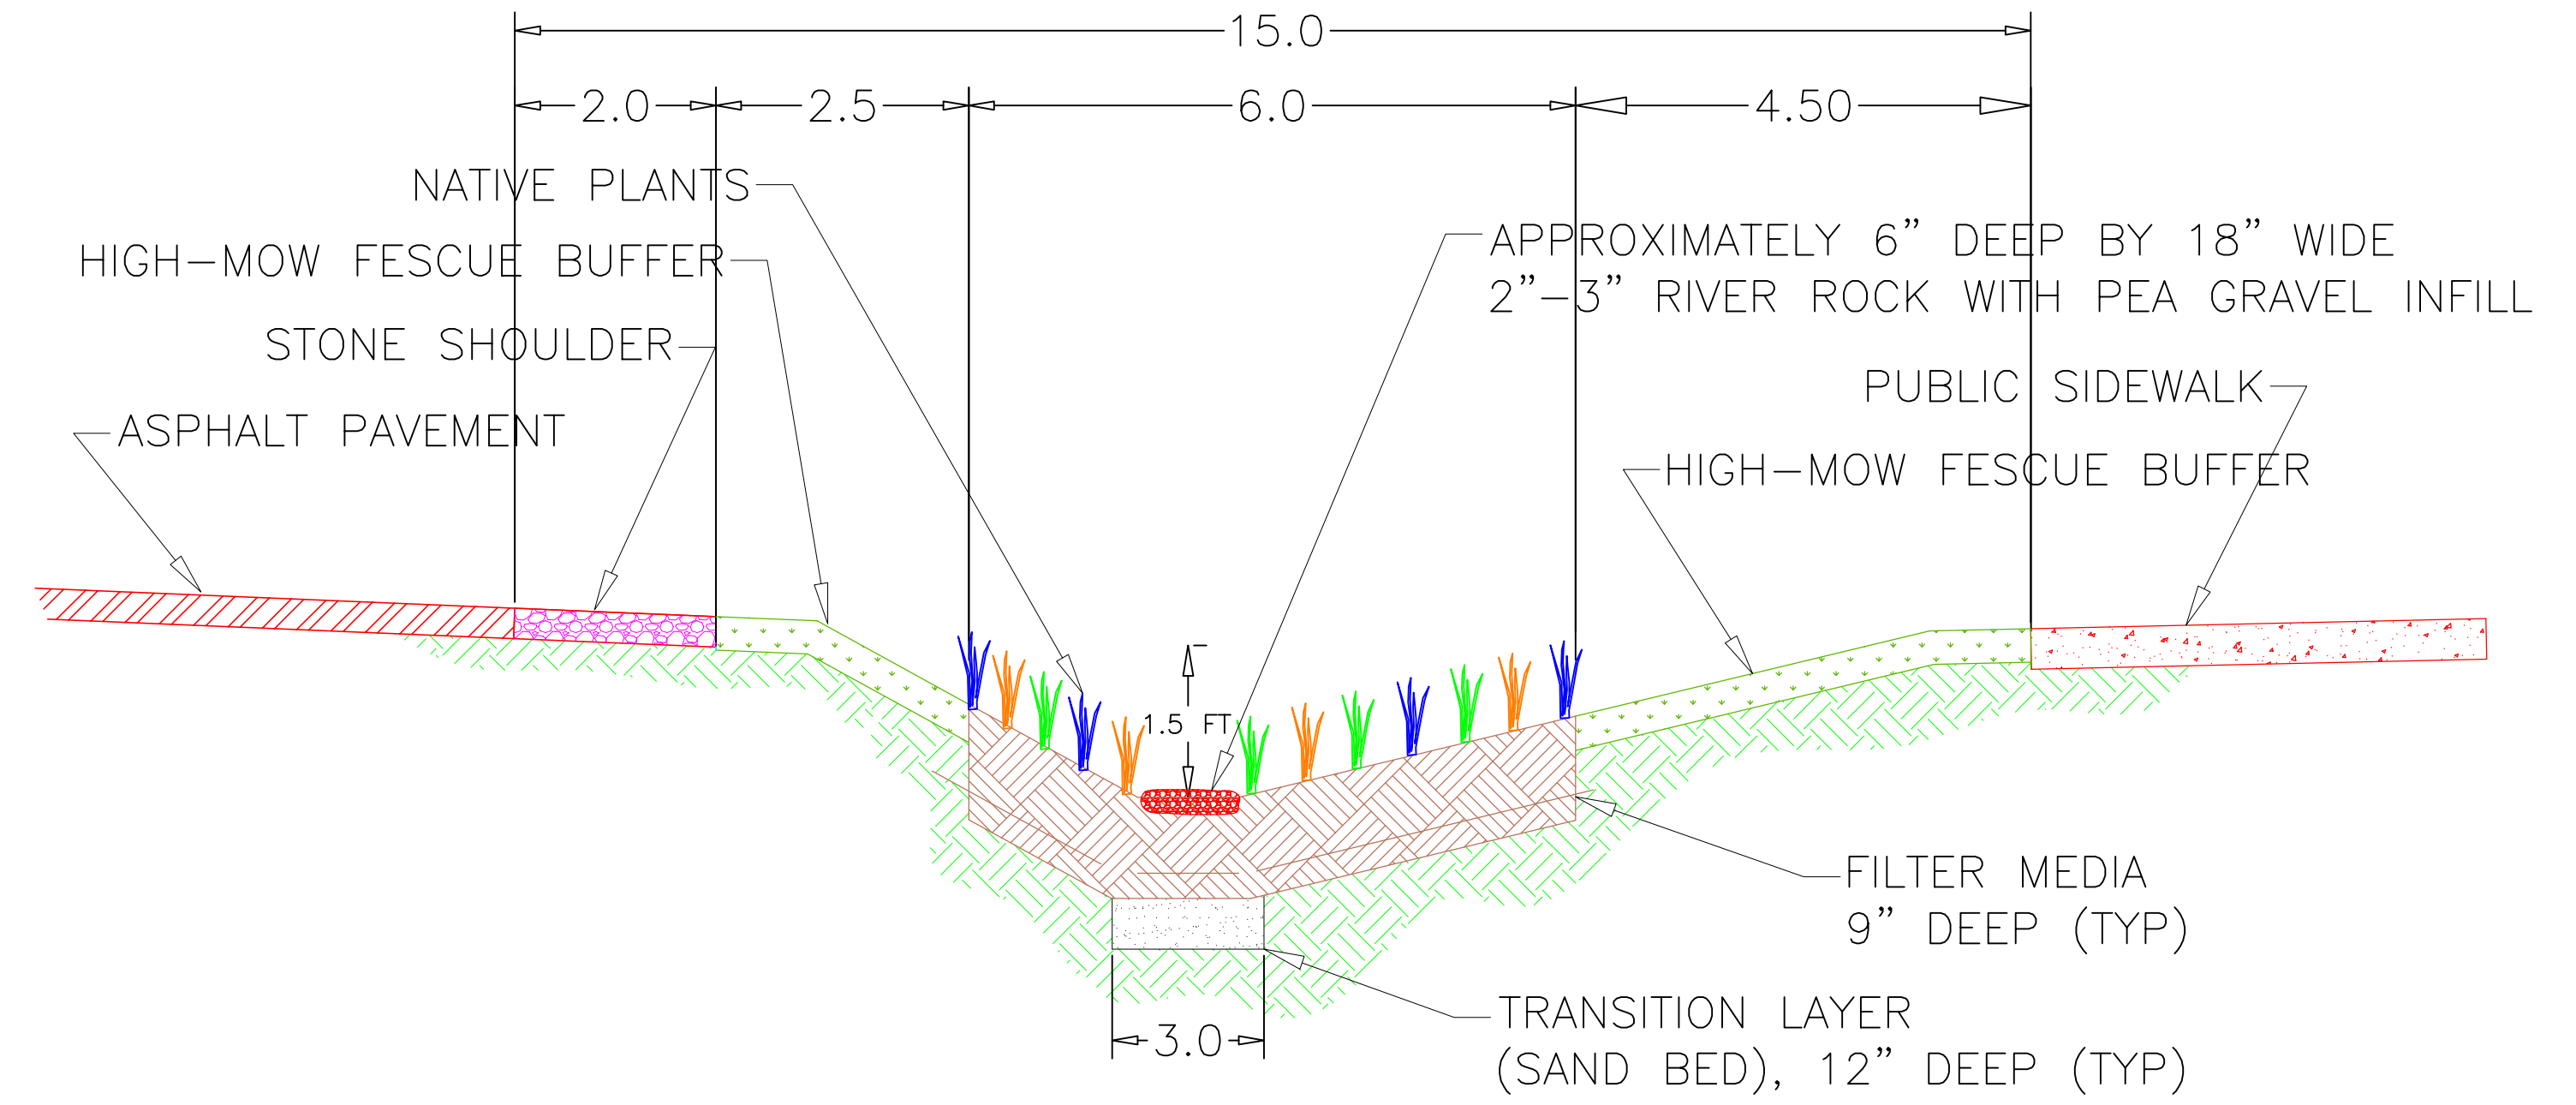 15.0
2.0
2.5
6.0
4.50
NATIVE PLANTS
HIGH-MOW FESCUE BUFFER
STONE SHOULDER
ASPHALT PAVEMENT
APPROXIMATELY 6" DEEP BY 18" WIDE
2"-3" RIVER ROCK WITH PEA GRAVEL INFILL
PUBLIC SIDEWALK
HIGH-MOW FESCUE BUFFER
1.5 FT
FILTER MEDIA
9" DEEP (TYP)
TRANSITION LAYER
(SAND BED), 12" DEEP (TYP)
3.0